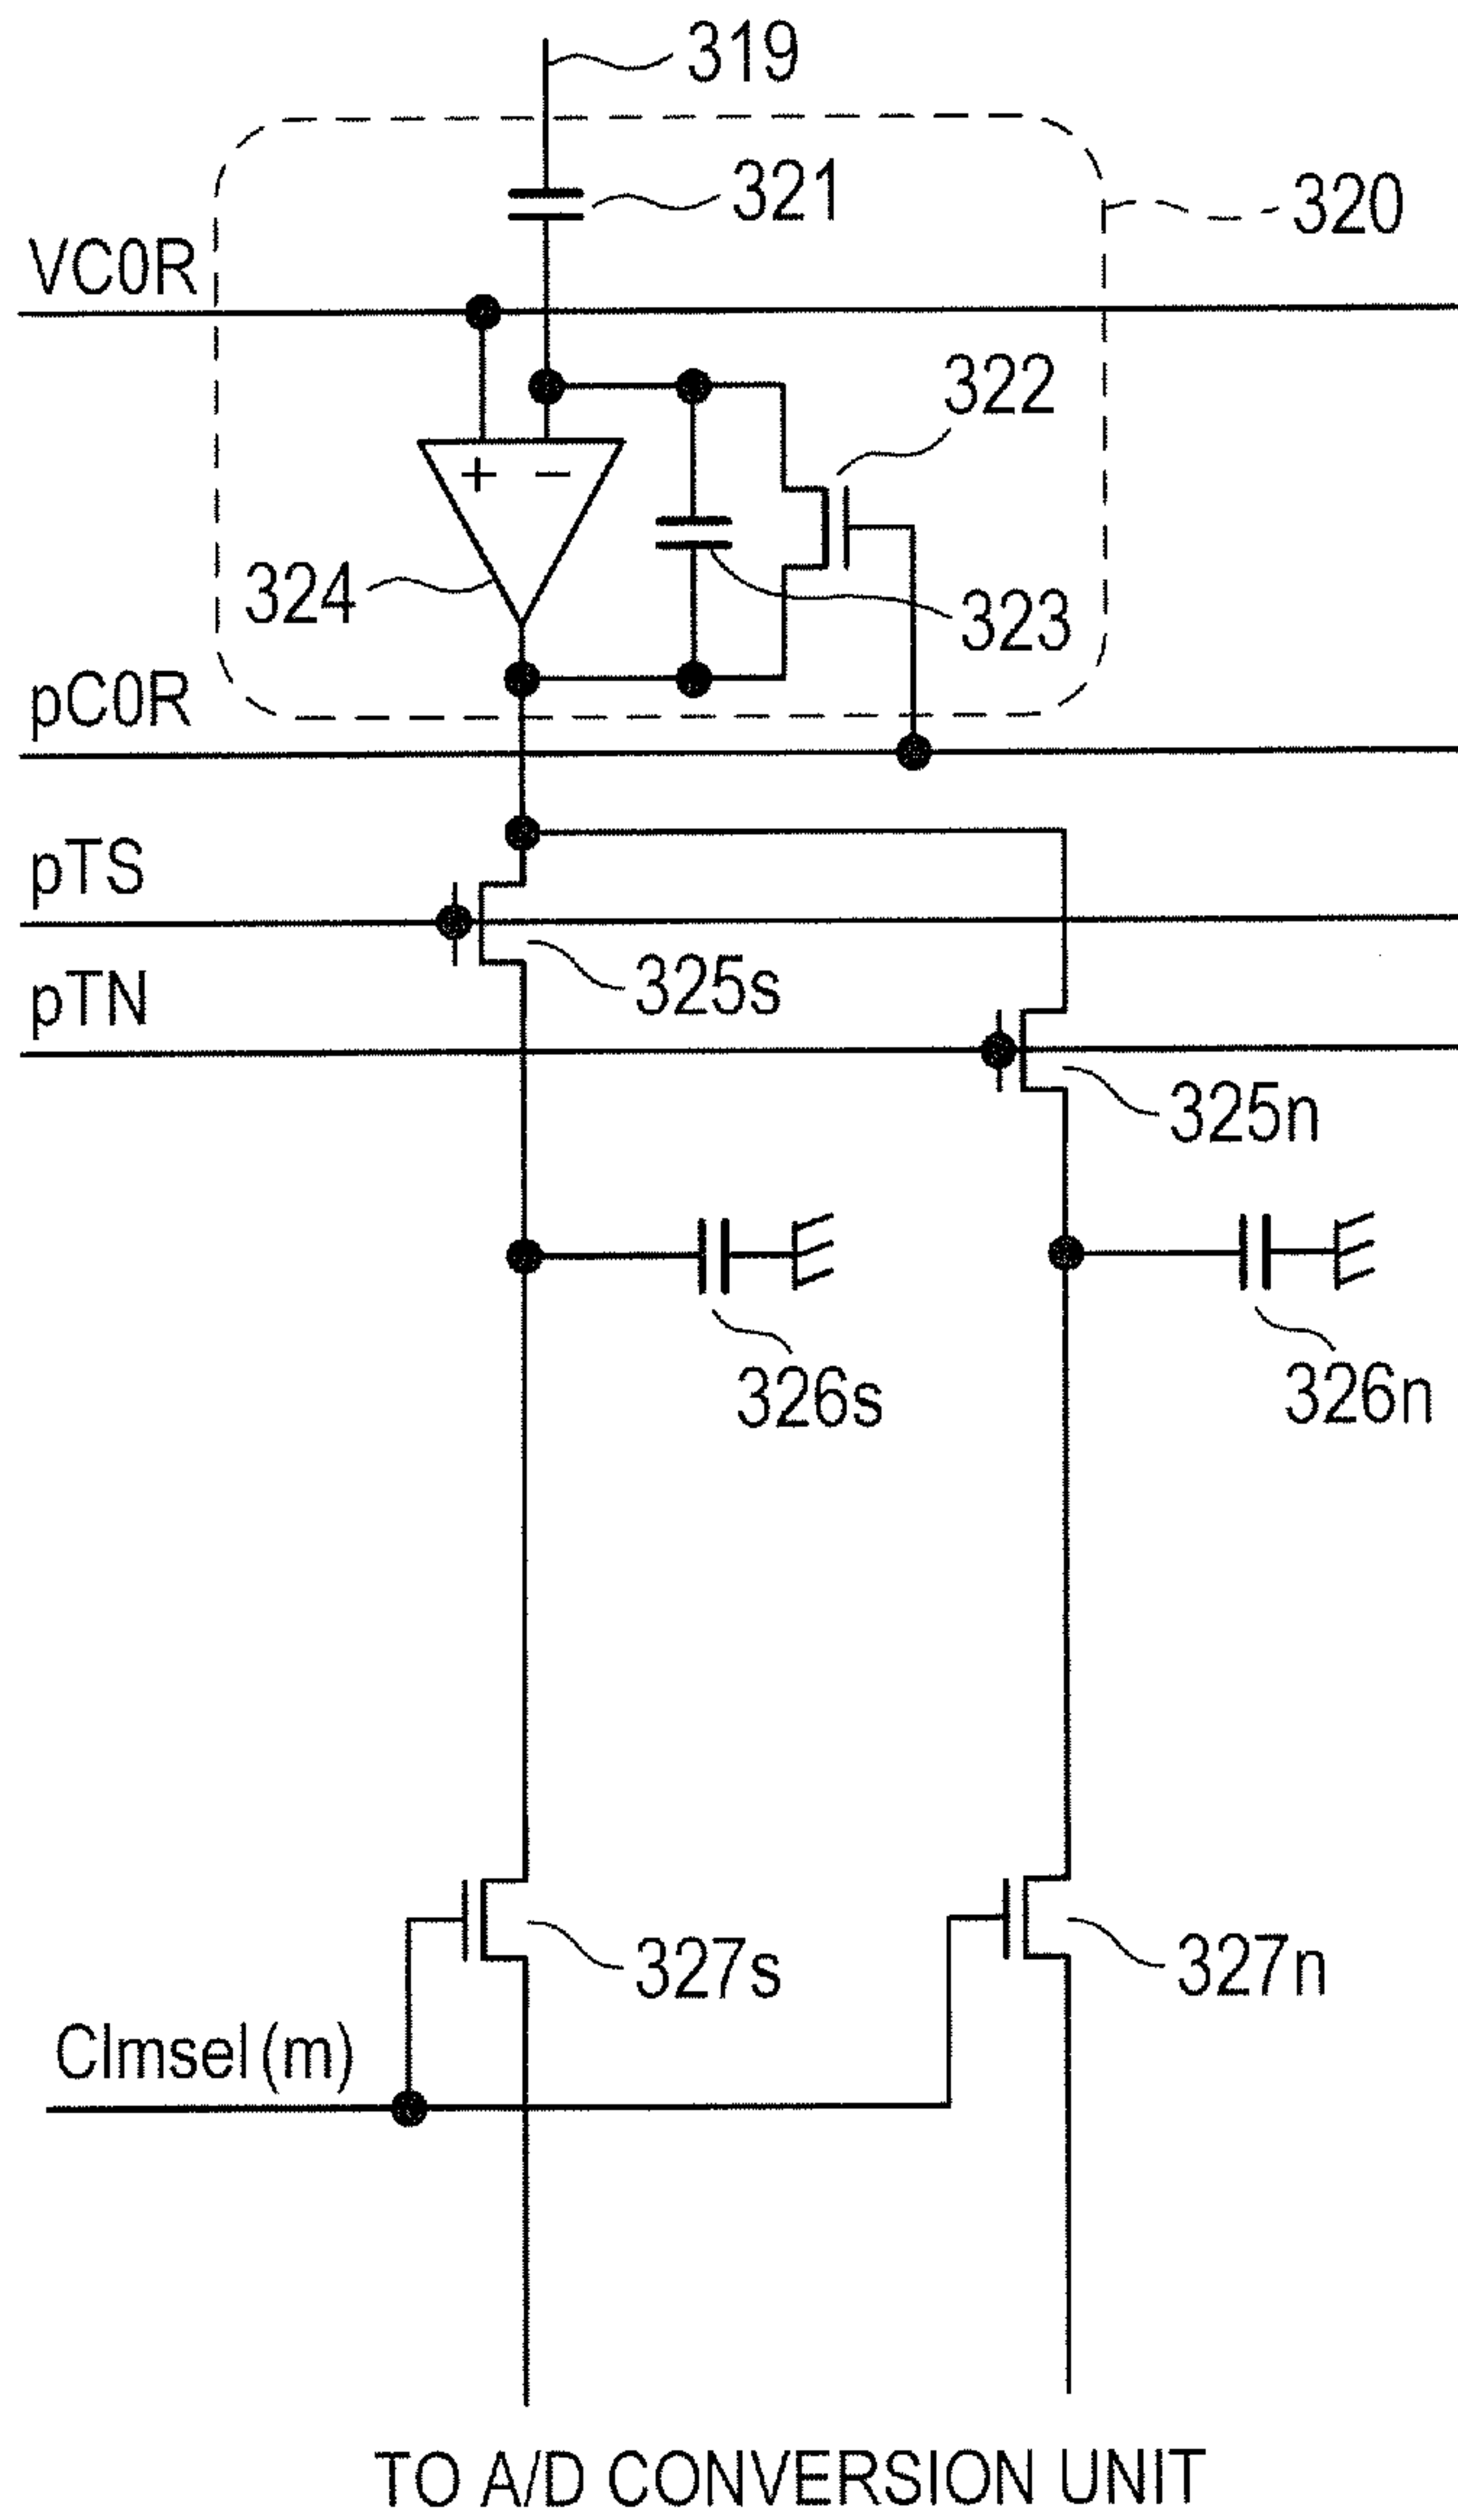 319
321
320
VC0R
322
324
323
pC0R
pTS
325s
pTN
325n
326s
326n
327s
327n
Clmsel (m)
TO A/D CONVERSION UNIT